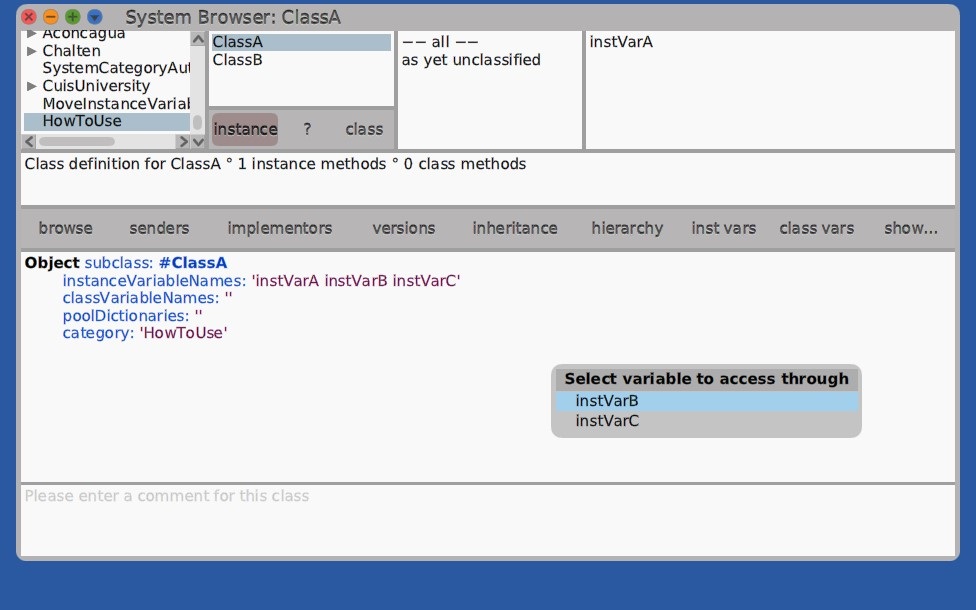 System Browser: ClassA
Aconcagua
Chalten
SystemCategoryAut
CuisUniversity
MoveInstanceVariab
HowToUse
ClassA
ClassB
instance ? class
-- all --
as yet unclassified
instVarA
Class definition for ClassA ° 1 instance methods ° 0 class methods
browse senders implementors versions inheritance hierarchy inst vars class vars show...
Object subclass: #ClassA
instanceVariableNames: 'instVarA instVarB instVarC'
classVariableNames: ''
poolDictionaries: ''
category: 'HowToUse'
Select variable to access through
instVarB
instVarC
Please enter a comment for this class